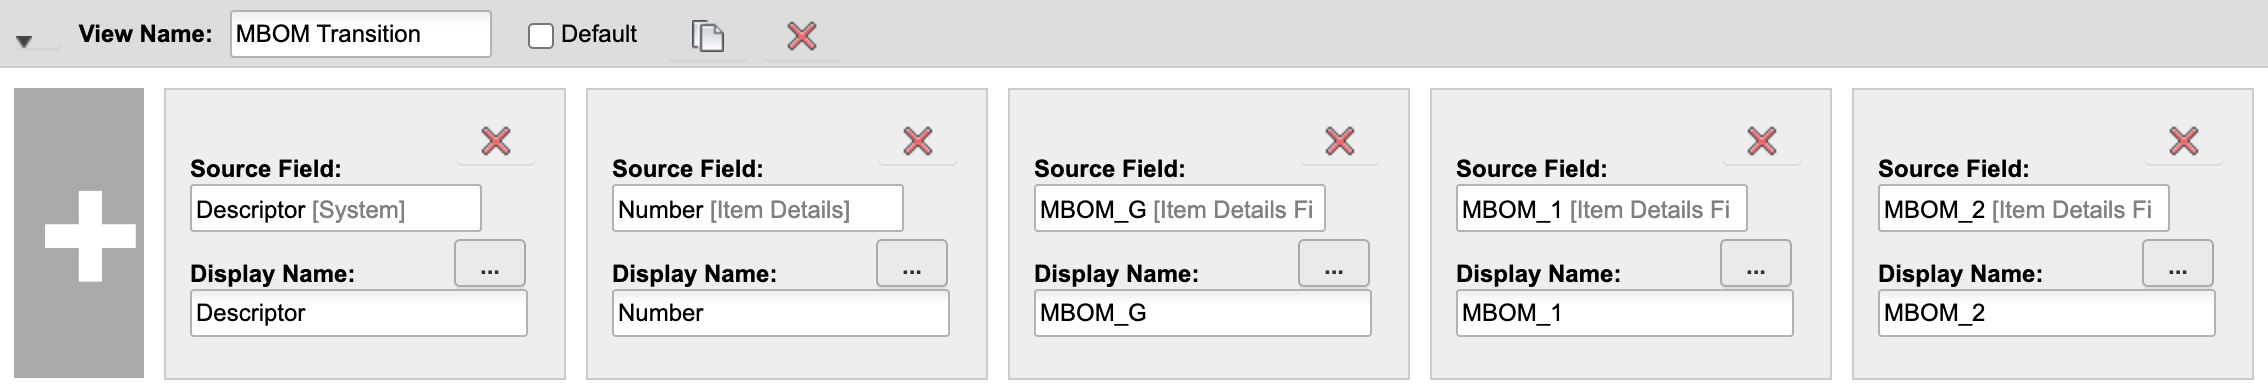 View Name: MBOM Transition Default
Source Field: Source Field: Source Field: Source Field: Source Field:
Descriptor [System] Number [Item Details] MBOM_G [Item Details Fi MBOM_1 [Item Details Fi MBOM_2 [Item Details Fi
Display Name: ... Display Name: ... Display Name: ... Display Name: ... Display Name: ...
Descriptor Number MBOM_G MBOM_1 MBOM_2